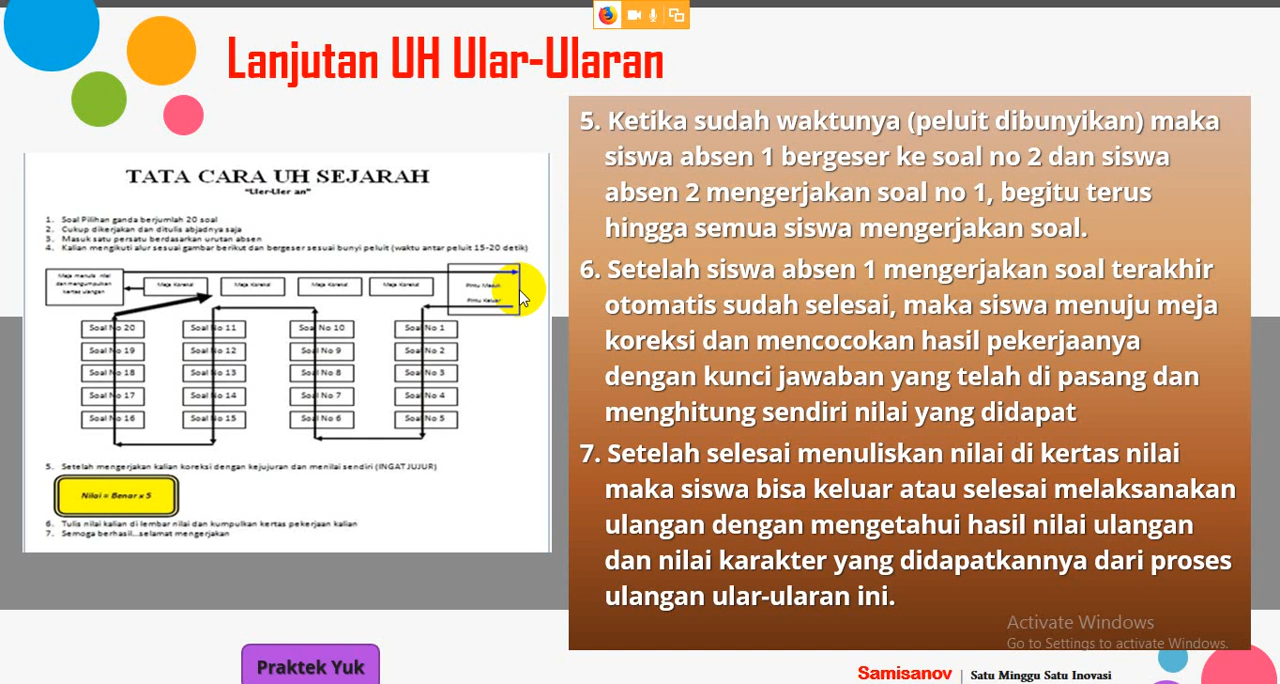 Lanjutan UH Ular-Ularan
TATA CARA UH SEJARAH
"Uler-Uler an"
1. Soal Pilihan ganda berjumlah 20 soal
2. Cukup dikerjakan dan ditulis abjadnya saja
3. Masuk satu persatu berdasarkan urutan absen
4. Kalian mengikuti alur sesuai gambar berikut dan bergeser sesuai bunyi peluit (waktu antar peluit 15-20 detik)
Meja menulis nilai
dan mengumpulkan
kertas ulangan
Meja Koreksi
Meja Koreksi
Meja Koreksi
Meja Koreksi
Pintu Masuk
Pintu Keluar
Soal No 20
Soal No 11
Soal No 10
Soal No 1
Soal No 19
Soal No 12
Soal No 9
Soal No 2
Soal No 18
Soal No 13
Soal No 8
Soal No 3
Soal No 17
Soal No 14
Soal No 7
Soal No 4
Soal No 16
Soal No 15
Soal No 6
Soal No 5
5. Setelah mengerjakan kalian koreksi dengan kejujuran dan menilai sendiri (INGAT JUJUR)
Nilai = Benar x 5
6. Tulis nilai kalian di lembar nilai dan kumpulkan kertas pekerjaan kalian
7. Semoga berhasil...selamat mengerjakan
5. Ketika sudah waktunya (peluit dibunyikan) maka
siswa absen 1 bergeser ke soal no 2 dan siswa
absen 2 mengerjakan soal no 1, begitu terus
hingga semua siswa mengerjakan soal.
6. Setelah siswa absen 1 mengerjakan soal terakhir
otomatis sudah selesai, maka siswa menuju meja
koreksi dan mencocokan hasil pekerjaanya
dengan kunci jawaban yang telah di pasang dan
menghitung sendiri nilai yang didapat
7. Setelah selesai menuliskan nilai di kertas nilai
maka siswa bisa keluar atau selesai melaksanakan
ulangan dengan mengetahui hasil nilai ulangan
dan nilai karakter yang didapatkannya dari proses
ulangan ular-ularan ini.
Activate Windows
Go to Settings to activate Windows.
Praktek Yuk
Samisanov | Satu Minggu Satu Inovasi